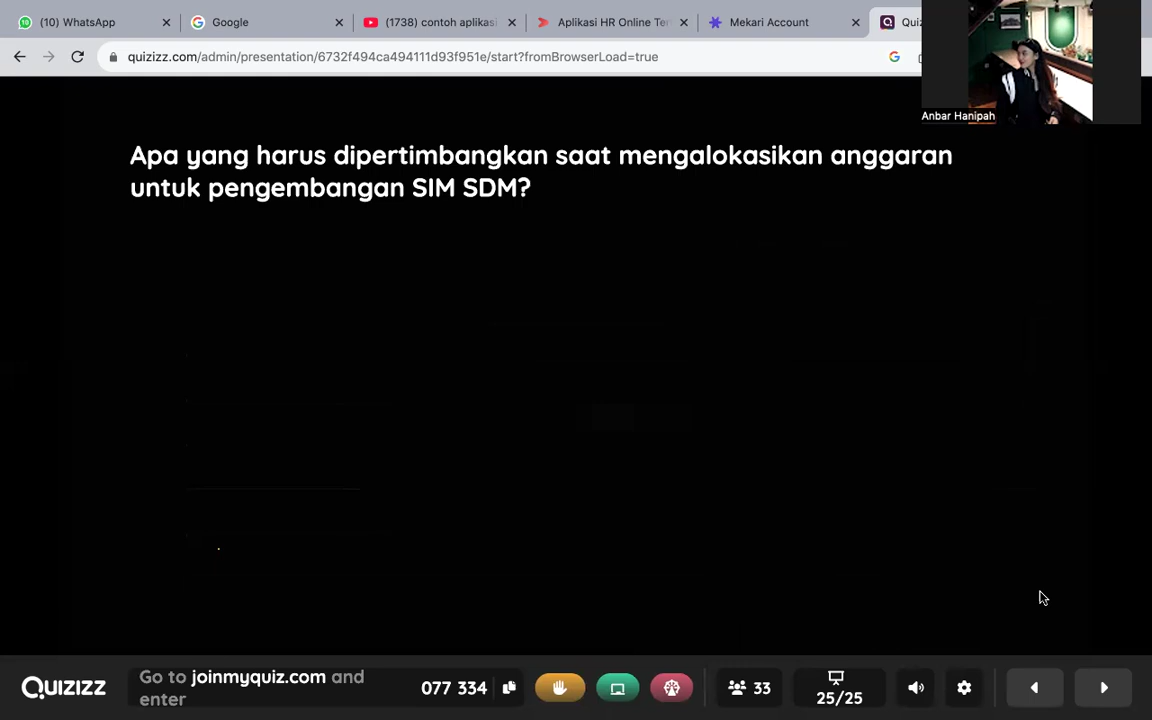 (10) WhatsApp
Google
(1738) contoh aplikasi
Aplikasi HR Online Ter
Mekari Account
Quiz
quizizz.com/admin/presentation/6732f494ca494111d93f951e/start?fromBrowserLoad=true
Anbar Hanipah
Apa yang harus dipertimbangkan saat mengalokasikan anggaran
untuk pengembangan SIM SDM?
Quizizz
Go to joinmyquiz.com and
enter
077 334
33
25/25